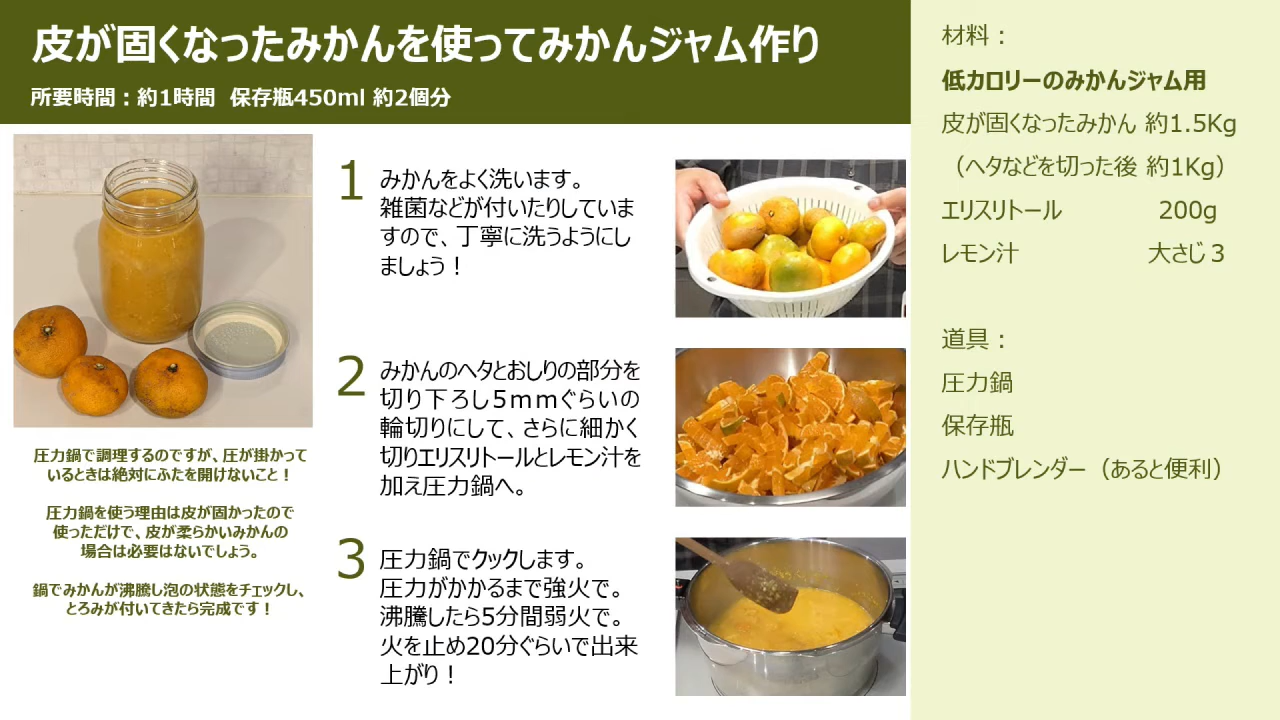 皮が固くなったみかんを使ってみかんジャム作り
所要時間：約1時間 保存瓶450ml 約2個分
圧力鍋で調理するのですが、圧が掛かって
いるときは絶対にふたを開けないこと！
圧力鍋を使う理由は皮が固かったので
使っただけで、皮が柔らかいみかんの
場合は必要はないでしょう。
鍋でみかんが沸騰し泡の状態をチェックし、
とろみが付いてきたら完成です！
1
みかんをよく洗います。
雑菌などが付いたりしていま
すので、丁寧に洗うようにし
ましょう！
2
みかんのヘタとおしりの部分を
切り下ろし5mmぐらいの
輪切りにして、さらに細かく
切りエリスリトールとレモン汁を
加え圧力鍋へ。
3
圧力鍋でクックします。
圧力がかかるまで強火で。
沸騰したら5分間弱火で。
火を止め20分ぐらいで出来
上がり！
材料：
低カロリーのみかんジャム用
皮が固くなったみかん 約1.5Kg
（ヘタなどを切った後 約1Kg）
エリスリトール 200g
レモン汁 大さじ３
道具：
圧力鍋
保存瓶
ハンドブレンダー（あると便利）